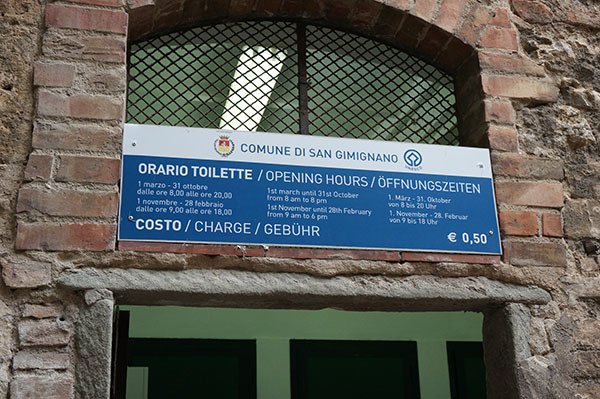 COMUNE DI SAN GIMIGNANO
ORARIO TOILETTE / OPENING HOURS / ÖFFNUNGSZEITEN
1 marzo - 31 ottobre
dalle ore 8,00 alle ore 20,00
1 novembre - 28 febbraio
dalle ore 9,00 alle ore 18,00
1st march until 31st October
from 8 am to 8 pm
1st November until 28th February
from 9 am to 6 pm
1. März - 31. Oktober
von 8 bis 20 Uhr
1. November - 28. Februar
von 9 bis 18 Uhr
COSTO / CHARGE / GEBÜHR
€ 0,50